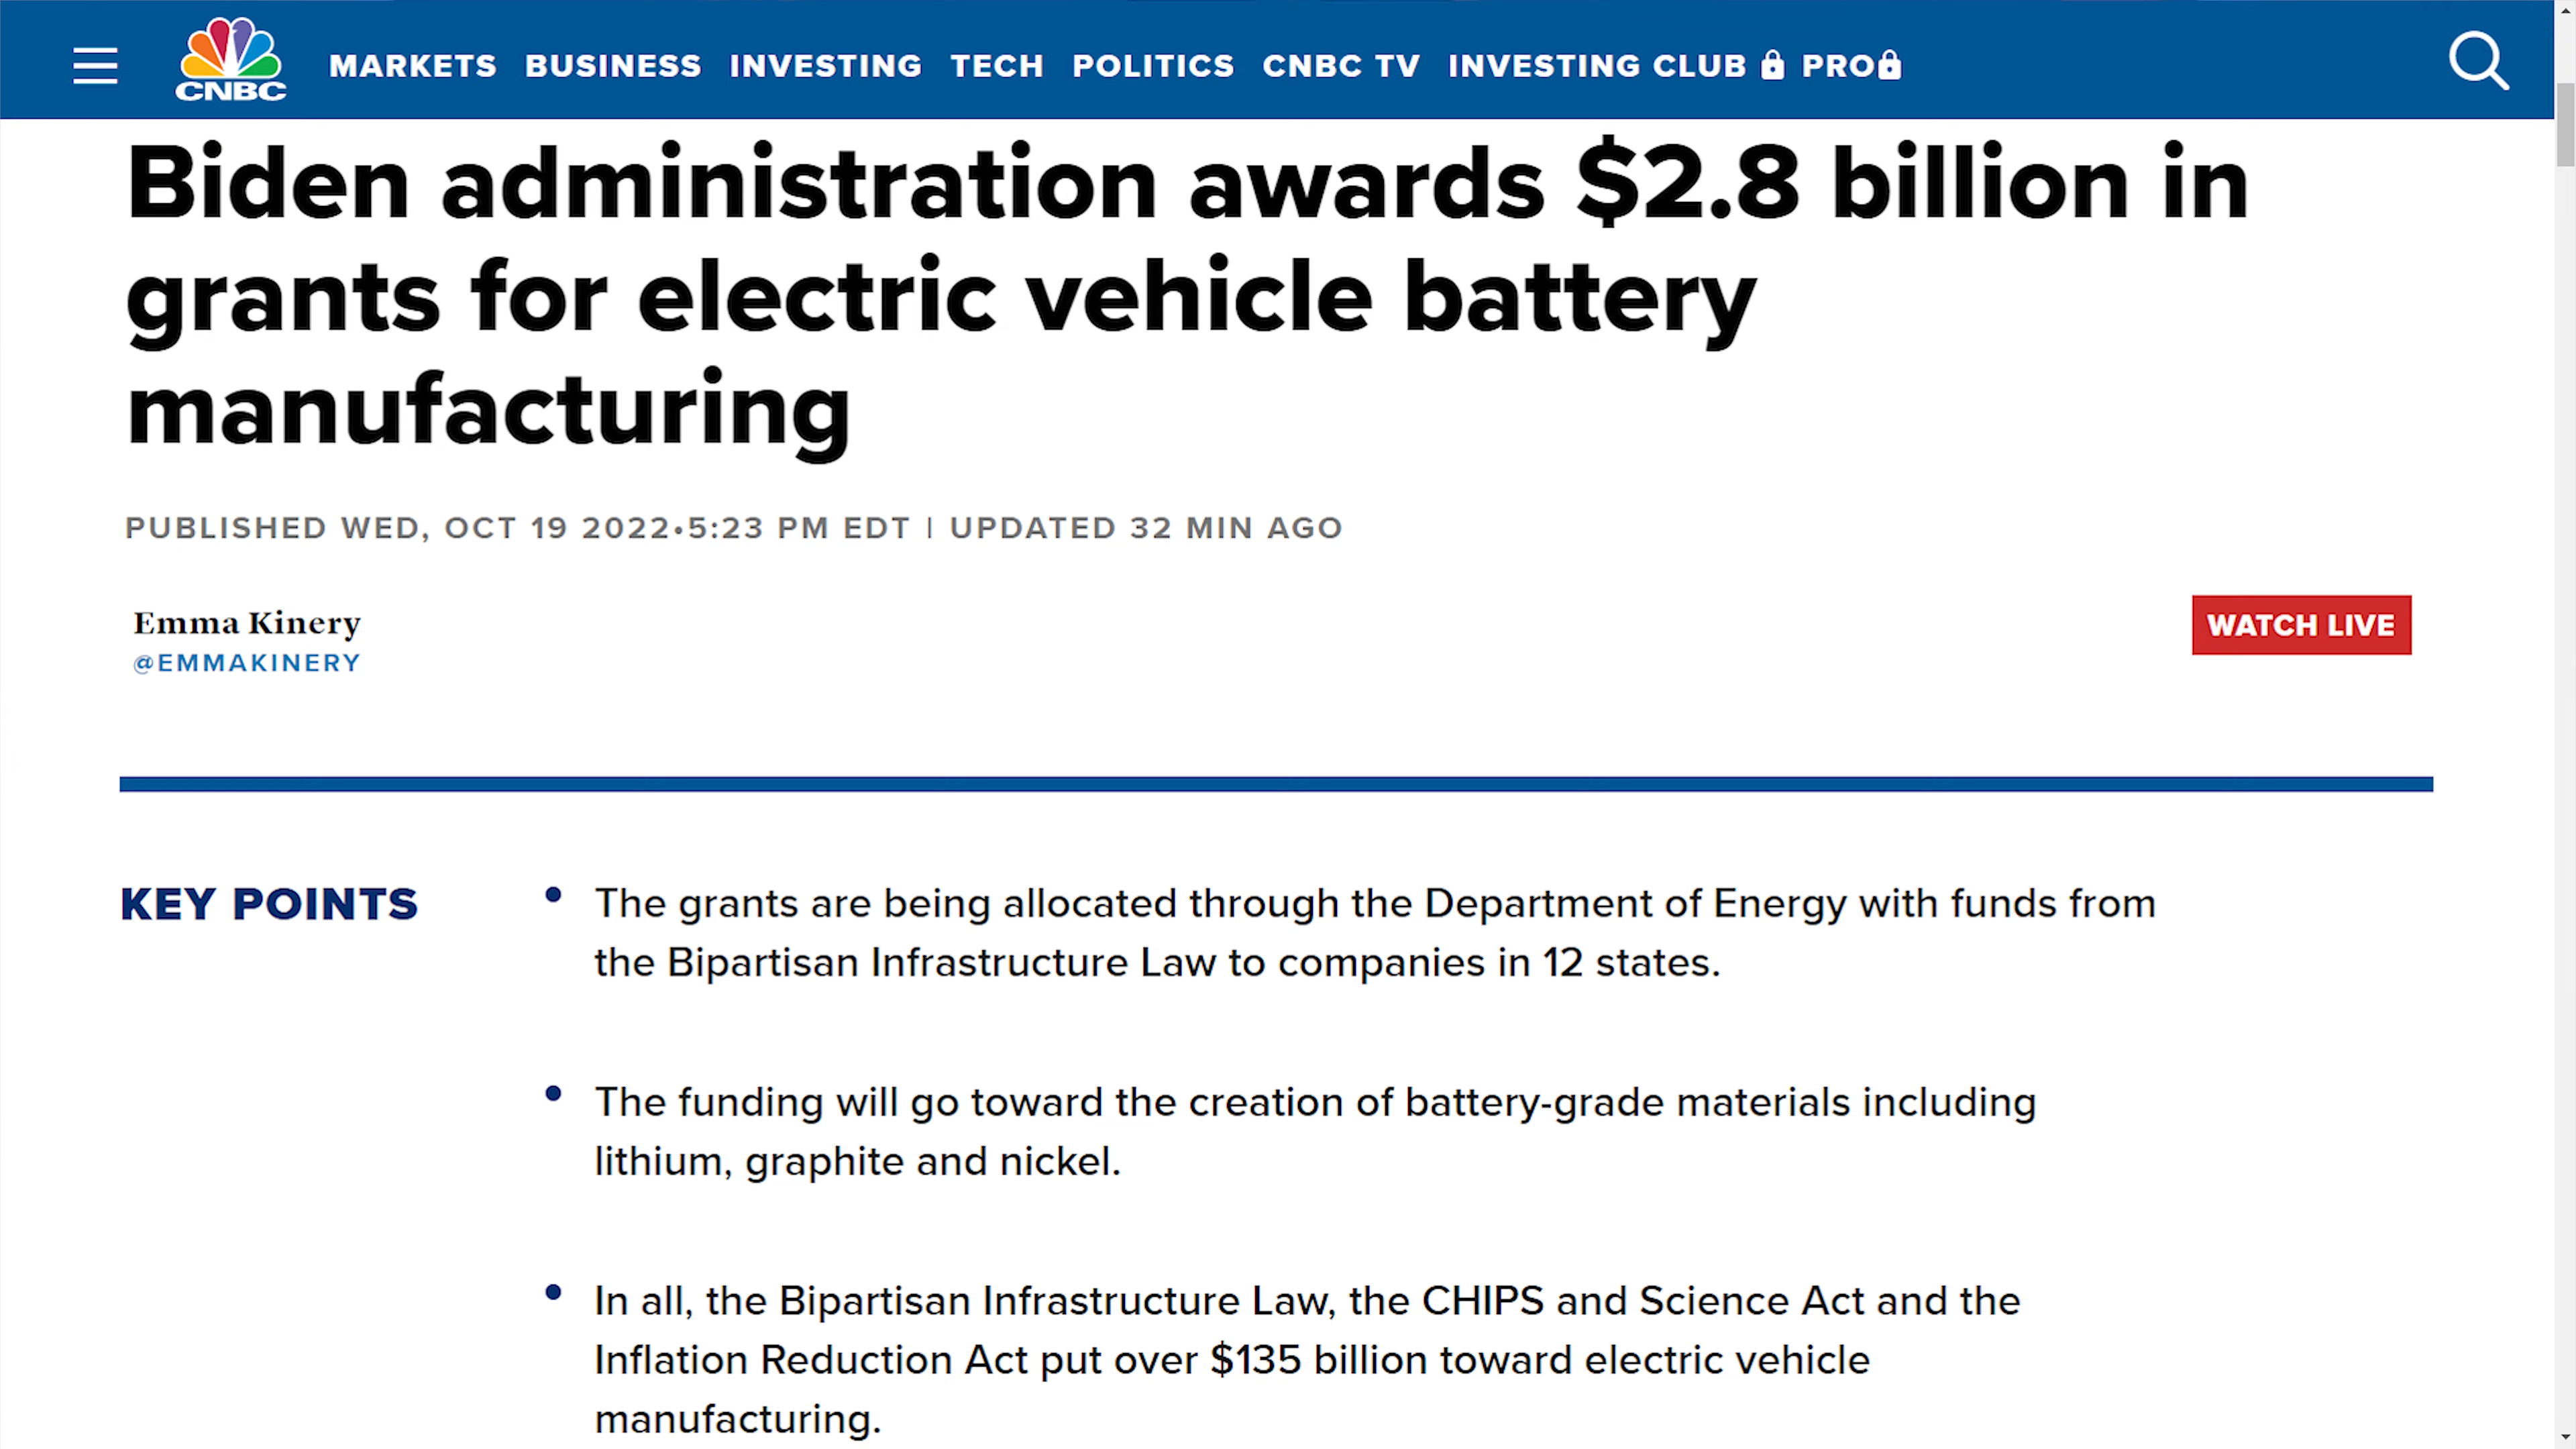 CNBC
MARKETS BUSINESS INVESTING TECH POLITICS CNBC TV INVESTING CLUB PRO
Biden administration awards $2.8 billion in
grants for electric vehicle battery
manufacturing
PUBLISHED WED, OCT 19 2022•5:23 PM EDT | UPDATED 32 MIN AGO
Emma Kinery
@EMMAKINERY
WATCH LIVE
KEY POINTS
• The grants are being allocated through the Department of Energy with funds from
the Bipartisan Infrastructure Law to companies in 12 states.
• The funding will go toward the creation of battery-grade materials including
lithium, graphite and nickel.
• In all, the Bipartisan Infrastructure Law, the CHIPS and Science Act and the
Inflation Reduction Act put over $135 billion toward electric vehicle
manufacturing.